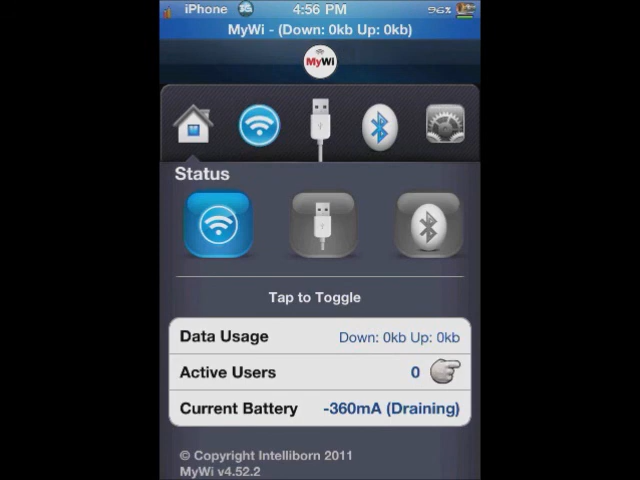 iPhone 4:56 PM 96%
MyWi - (Down: 0kb Up: 0kb)
MyWi
Status
Tap to Toggle
Data Usage Down: 0kb Up: 0kb
Active Users 0
Current Battery -360mA (Draining)
© Copyright Intelliborn 2011
MyWi v4.52.2